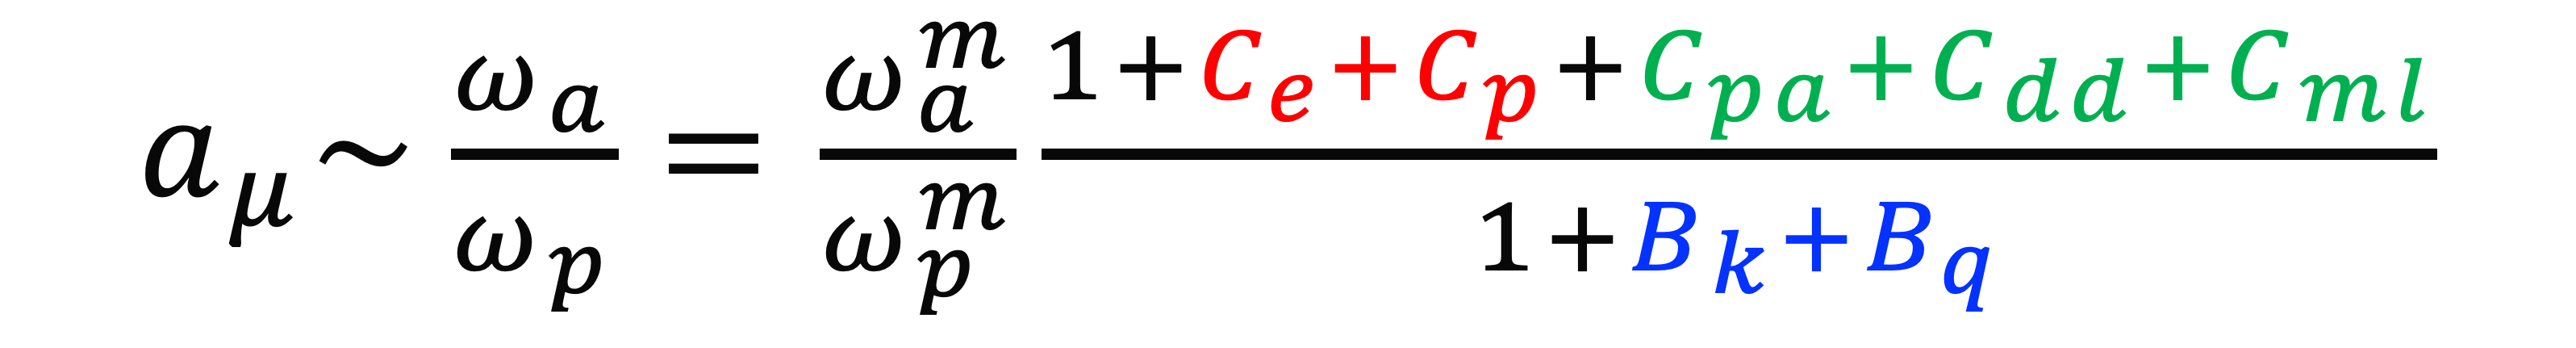 a_μ ~ ω_a/ω_p = ω_a^m/ω_p^m (1+C_e+C_p+C_pa+C_dd+C_ml)/(1+B_k+B_q)